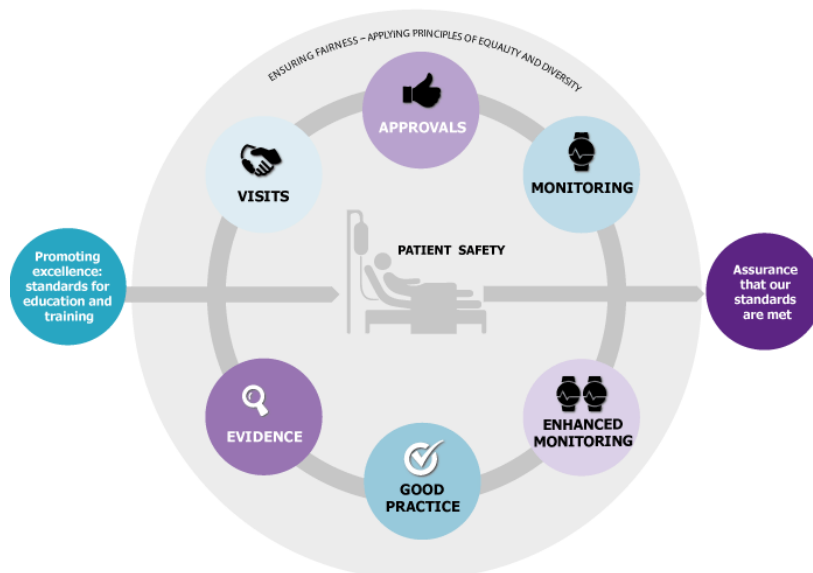 ENSURING FAIRNESS – APPLYING PRINCIPLES OF EQUALITY AND DIVERSITY
APPROVALS
VISITS
MONITORING
PATIENT SAFETY
Promoting
excellence:
standards for
education and
training
Assurance
that our
standards
are met
EVIDENCE
ENHANCED
MONITORING
GOOD
PRACTICE